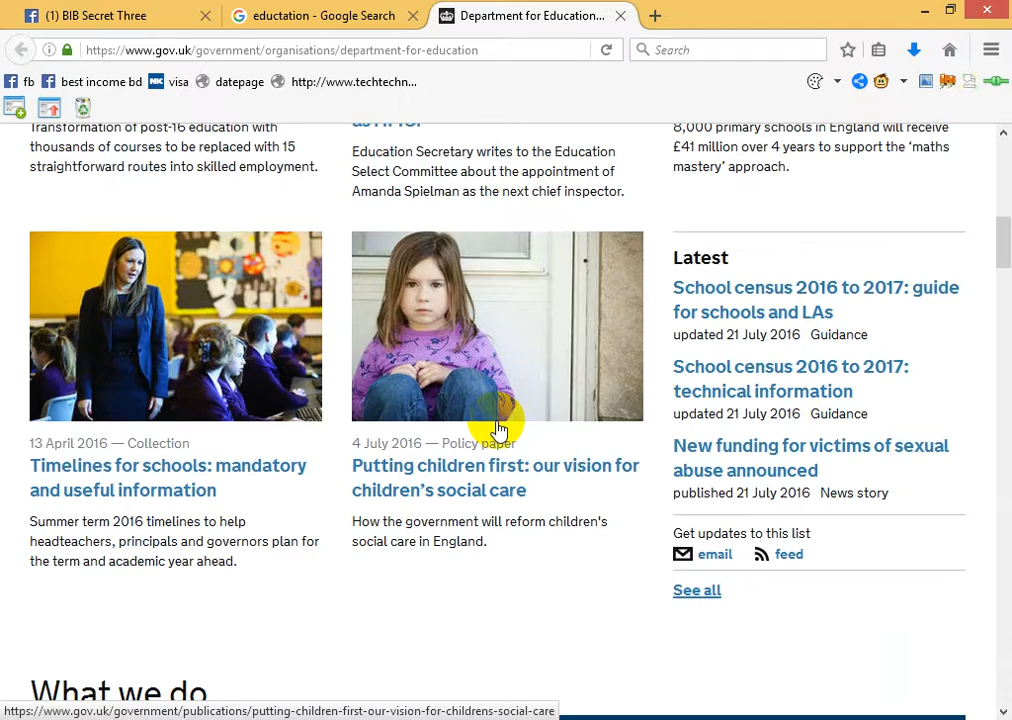 (1) BIB Secret Three
eductation - Google Search
Department for Education...
https://www.gov.uk/government/organisations/department-for-education
Search
fb
best income bd
visa
datepage
http://www.techtechn...
Transformation of post-16 education with
thousands of courses to be replaced with 15
straightforward routes into skilled employment.
Education Secretary writes to the Education
Select Committee about the appointment of
Amanda Spielman as the next chief inspector.
8,000 primary schools in England will receive
£41 million over 4 years to support the ‘maths
mastery’ approach.
13 April 2016 — Collection
Timelines for schools: mandatory
and useful information
Summer term 2016 timelines to help
headteachers, principals and governors plan for
the term and academic year ahead.
4 July 2016 — Policy paper
Putting children first: our vision for
children’s social care
How the government will reform children's
social care in England.
Latest
School census 2016 to 2017: guide
for schools and LAs
updated 21 July 2016 Guidance
School census 2016 to 2017:
technical information
updated 21 July 2016 Guidance
New funding for victims of sexual
abuse announced
published 21 July 2016 News story
Get updates to this list
email feed
See all
What we do
https://www.gov.uk/government/publications/putting-children-first-our-vision-for-childrens-social-care